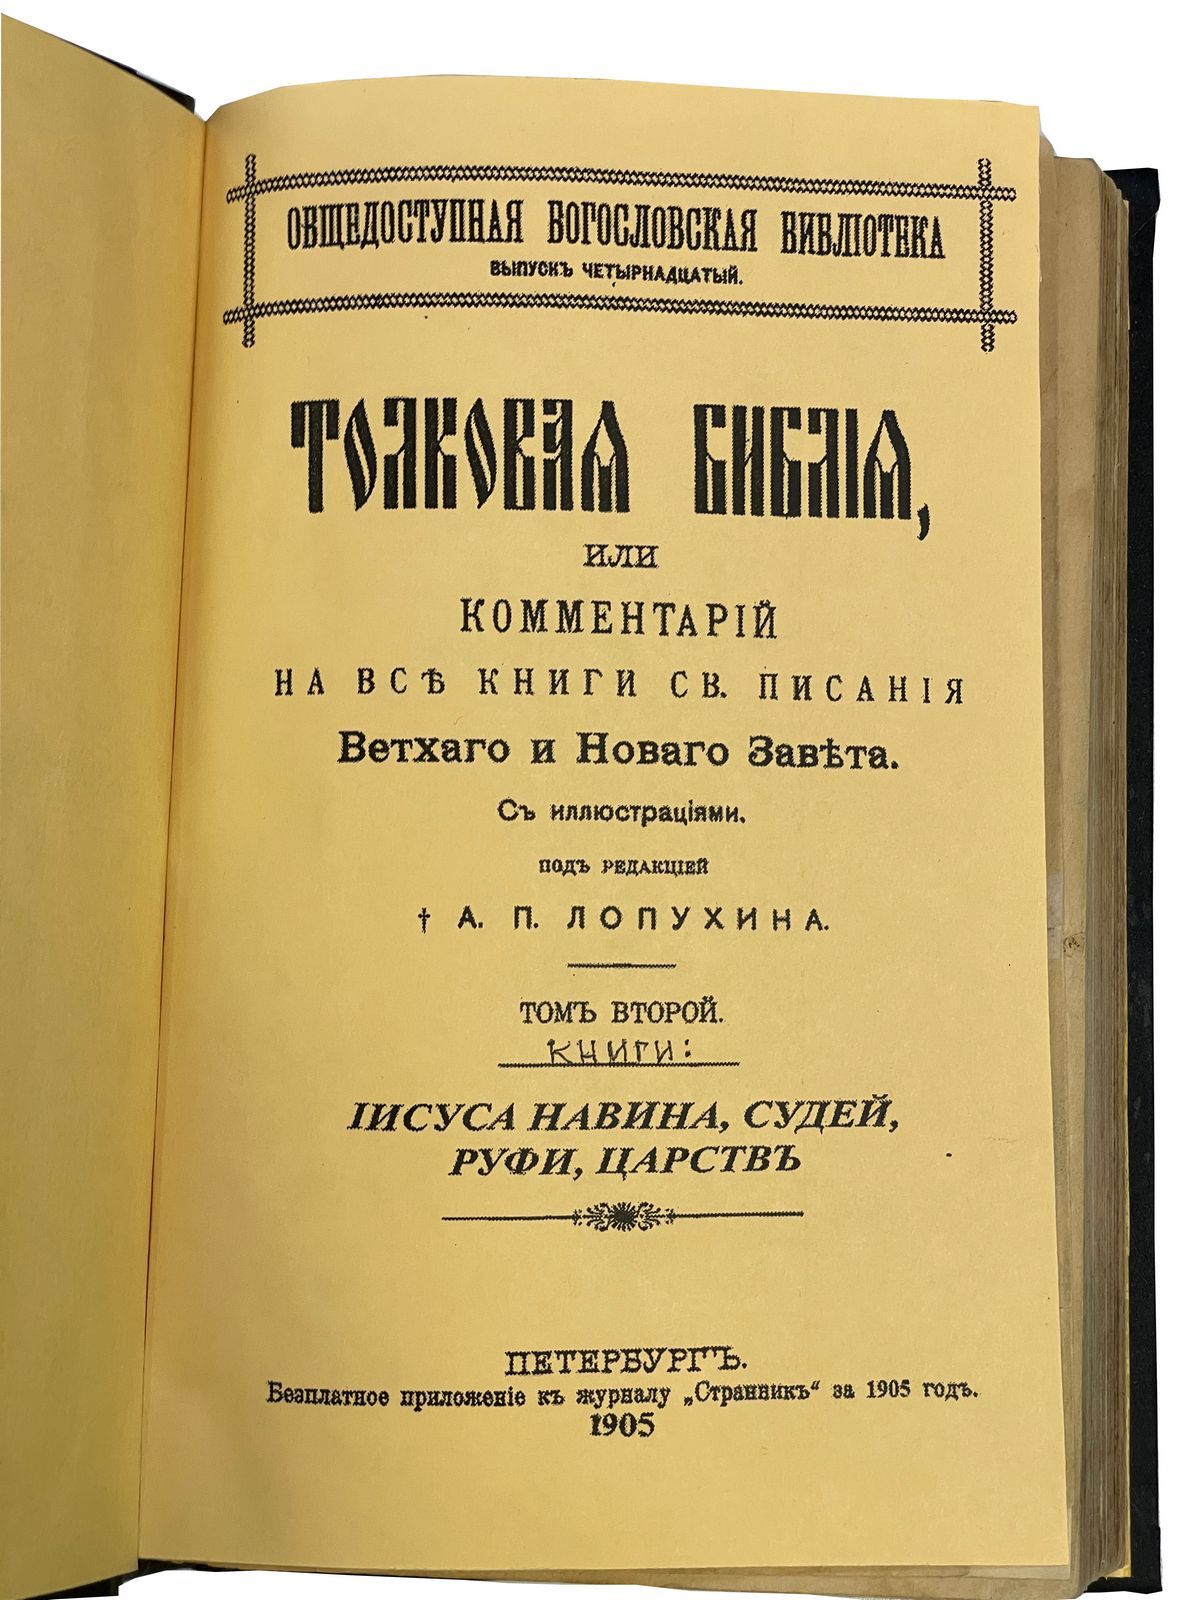 ОБЩЕДОСТУПНАЯ БОГОСЛОВСКАЯ БИБЛІОТЕКА
ВЫПУСКЪ ЧЕТЫРНАДЦАТЫЙ.
ТОЛКОВАЯ БИБЛІЯ,
ИЛИ
КОММЕНТАРІЙ
НА ВСѢ КНИГИ СВ. ПИСАНІЯ
Ветхаго и Новаго Завѣта.
Съ иллюстраціями.
ПОДЪ РЕДАКЦІЕЙ
† А. П. ЛОПУХИНА.
ТОМЪ ВТОРОЙ.
КНИГИ:
ІИСУСА НАВИНА, СУДЕЙ,
РУФИ, ЦАРСТВЪ
ПЕТЕРБУРГЪ.
Безплатное приложеніе къ журналу „Странникъ“ за 1905 годъ.
1905